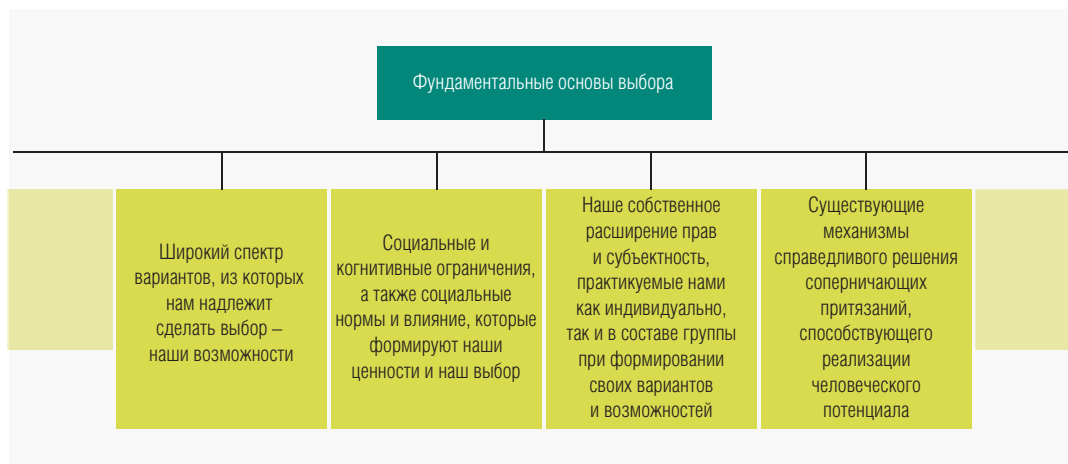 Фундаментальные основы выбора
Широкий спектр
вариантов, из которых
нам надлежит
сделать выбор –
наши возможности
Социальные и
когнитивные ограничения,
а также социальные
нормы и влияние, которые
формируют наши
ценности и наш выбор
Наше собственное
расширение прав
и субъектность,
практикуемые нами
как индивидуально,
так и в составе группы
при формировании
своих вариантов
и возможностей
Существующие
механизмы
справедливого решения
соперничающих
притязаний,
способствующего
реализации
человеческого
потенциала